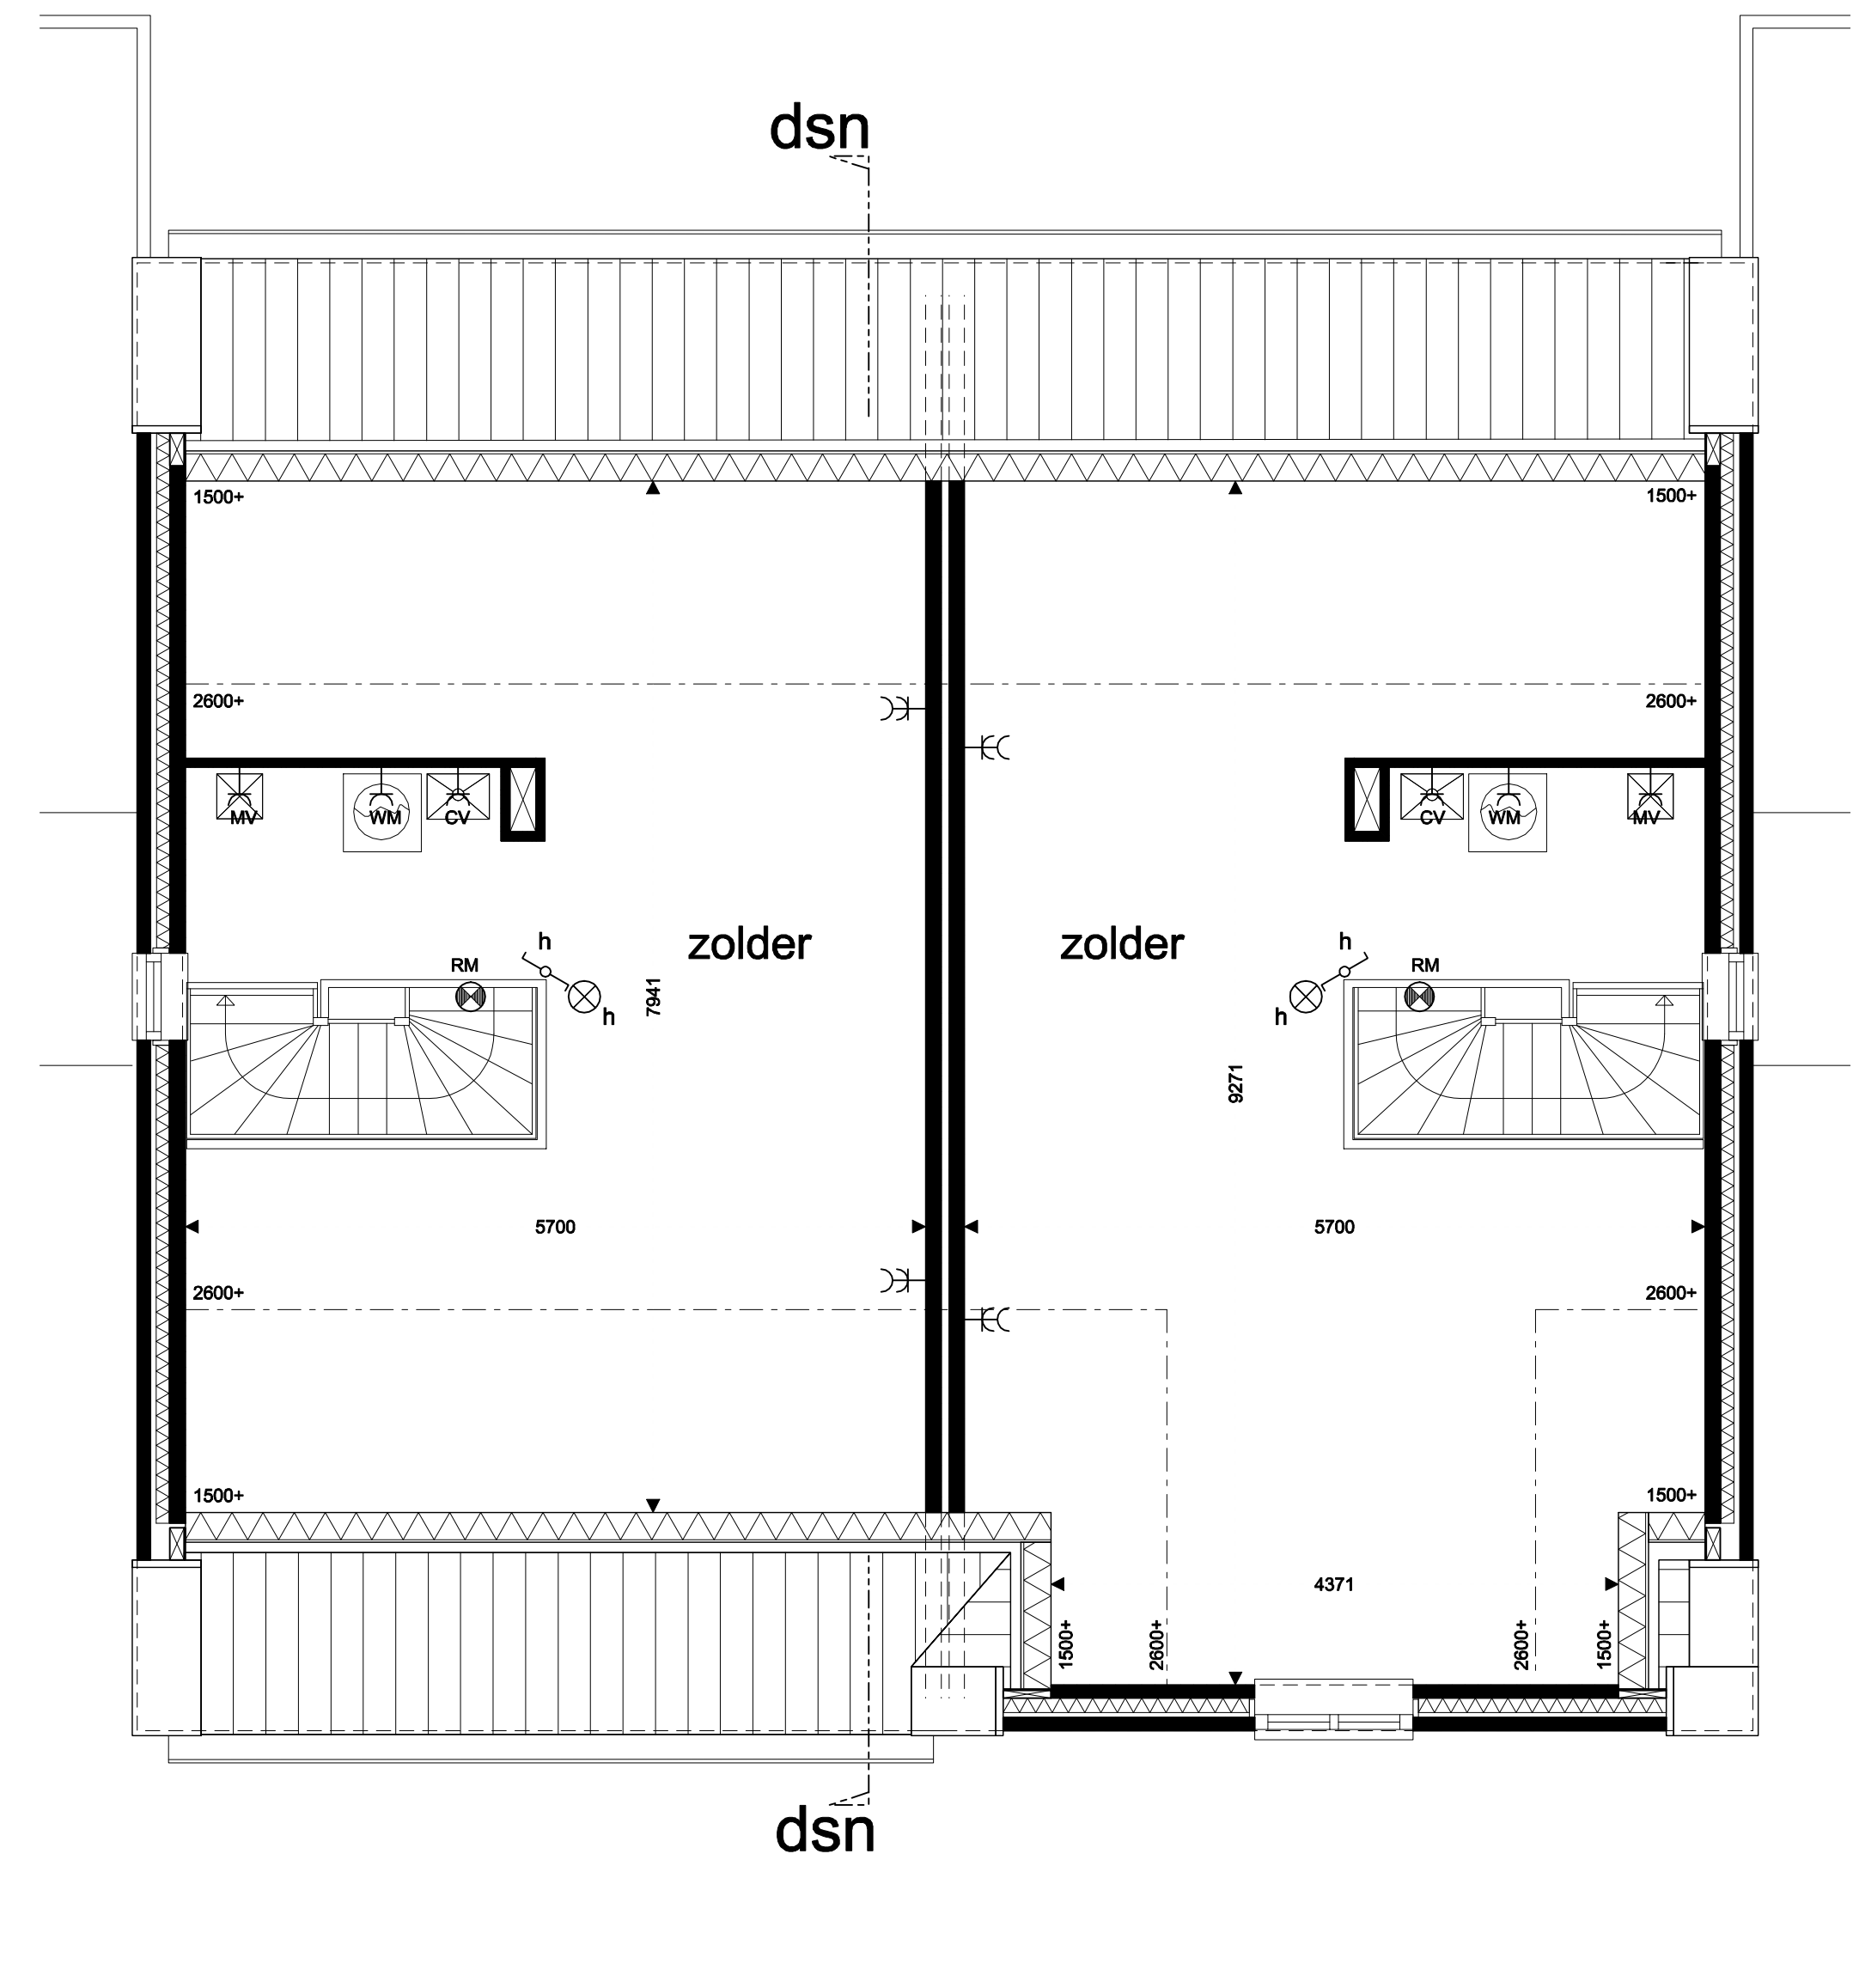 dsn
1500+ 1500+
2600+ 2600+
MV WM CV CV WM MV
zolder zolder
h h
RM RM
7941
h h
9271
5700 5700
2600+ 2600+
1500+ 1500+
4371
1500+ 2600+ 2600+ 1500+
dsn